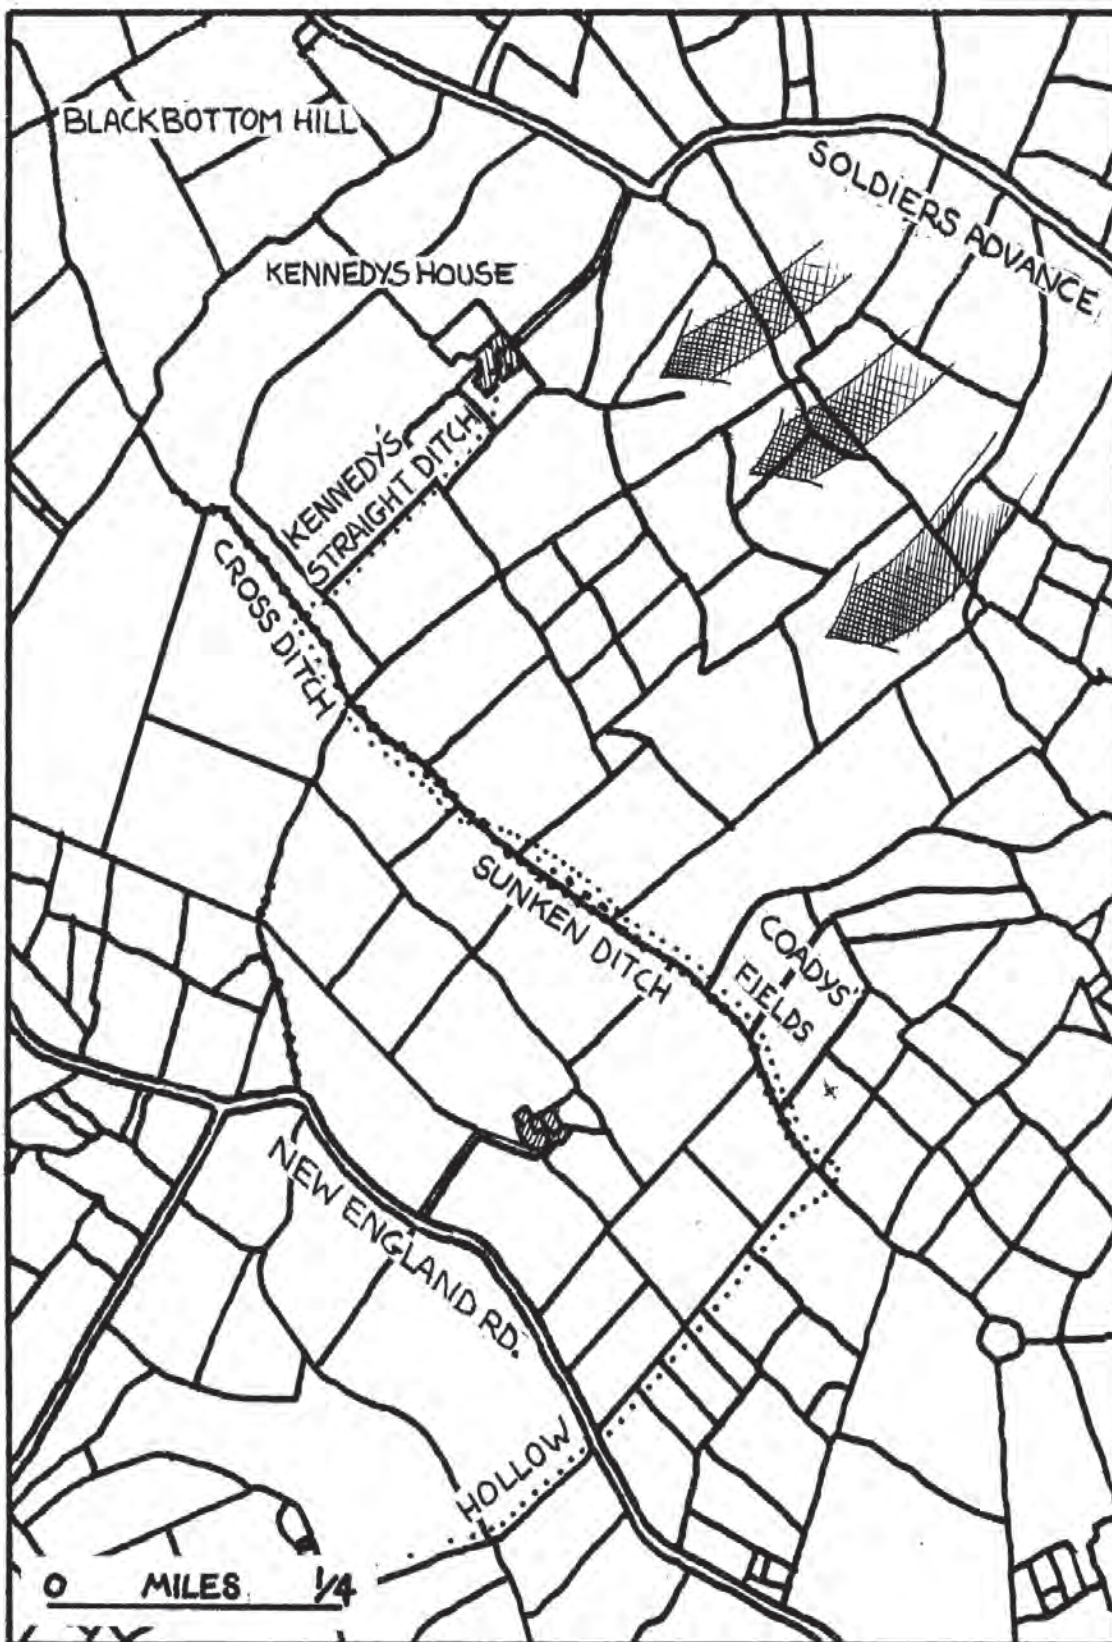 BLACKBOTTOM HILL
SOLDIERS ADVANCE
KENNEDYS HOUSE
KENNEDY'S
STRAIGHT DITCH
CROSS DITCH
SUNKEN DITCH
COADYS'
FIELDS
NEW ENGLAND RD.
HOLLOW
0 MILES 1/4